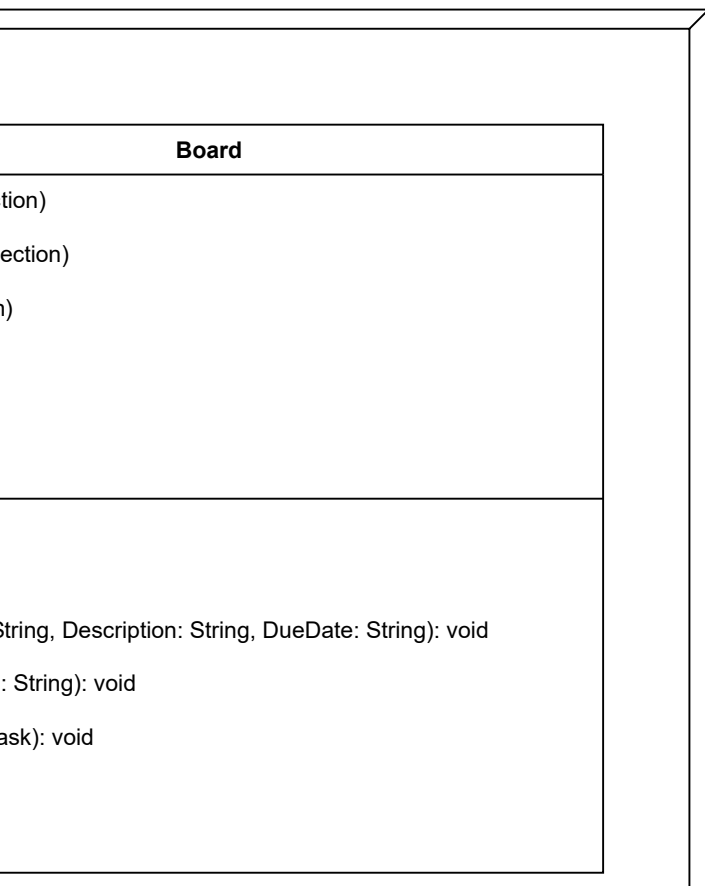 Board
tion)
ection)
n)
String, Description: String, DueDate: String): void
: String): void
ask): void